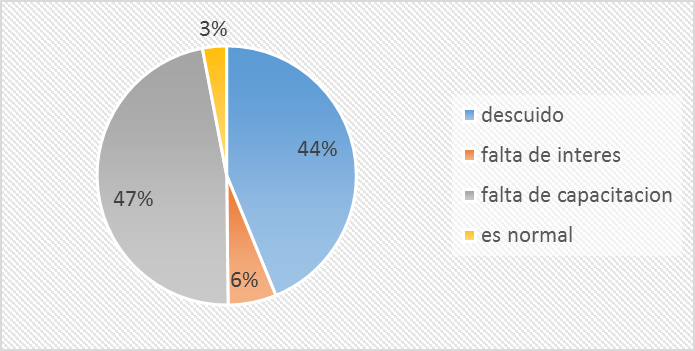 3%
44%
47%
6%
descuido
falta de interes
falta de capacitacion
es normal